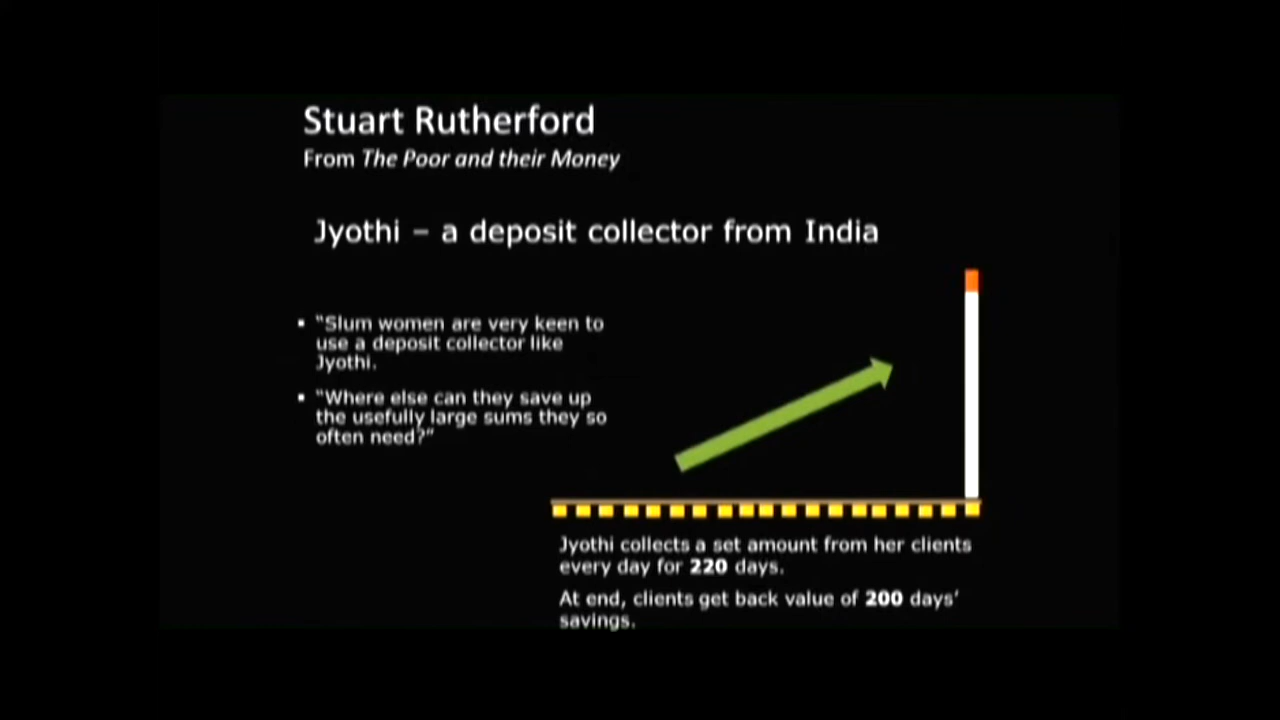 Stuart Rutherford
From The Poor and their Money
Jyothi – a deposit collector from India
▪ “Slum women are very keen to
use a deposit collector like
Jyothi.
▪ “Where else can they save up
the usefully large sums they so
often need?”
Jyothi collects a set amount from her clients
every day for 220 days.
At end, clients get back value of 200 days’
savings.